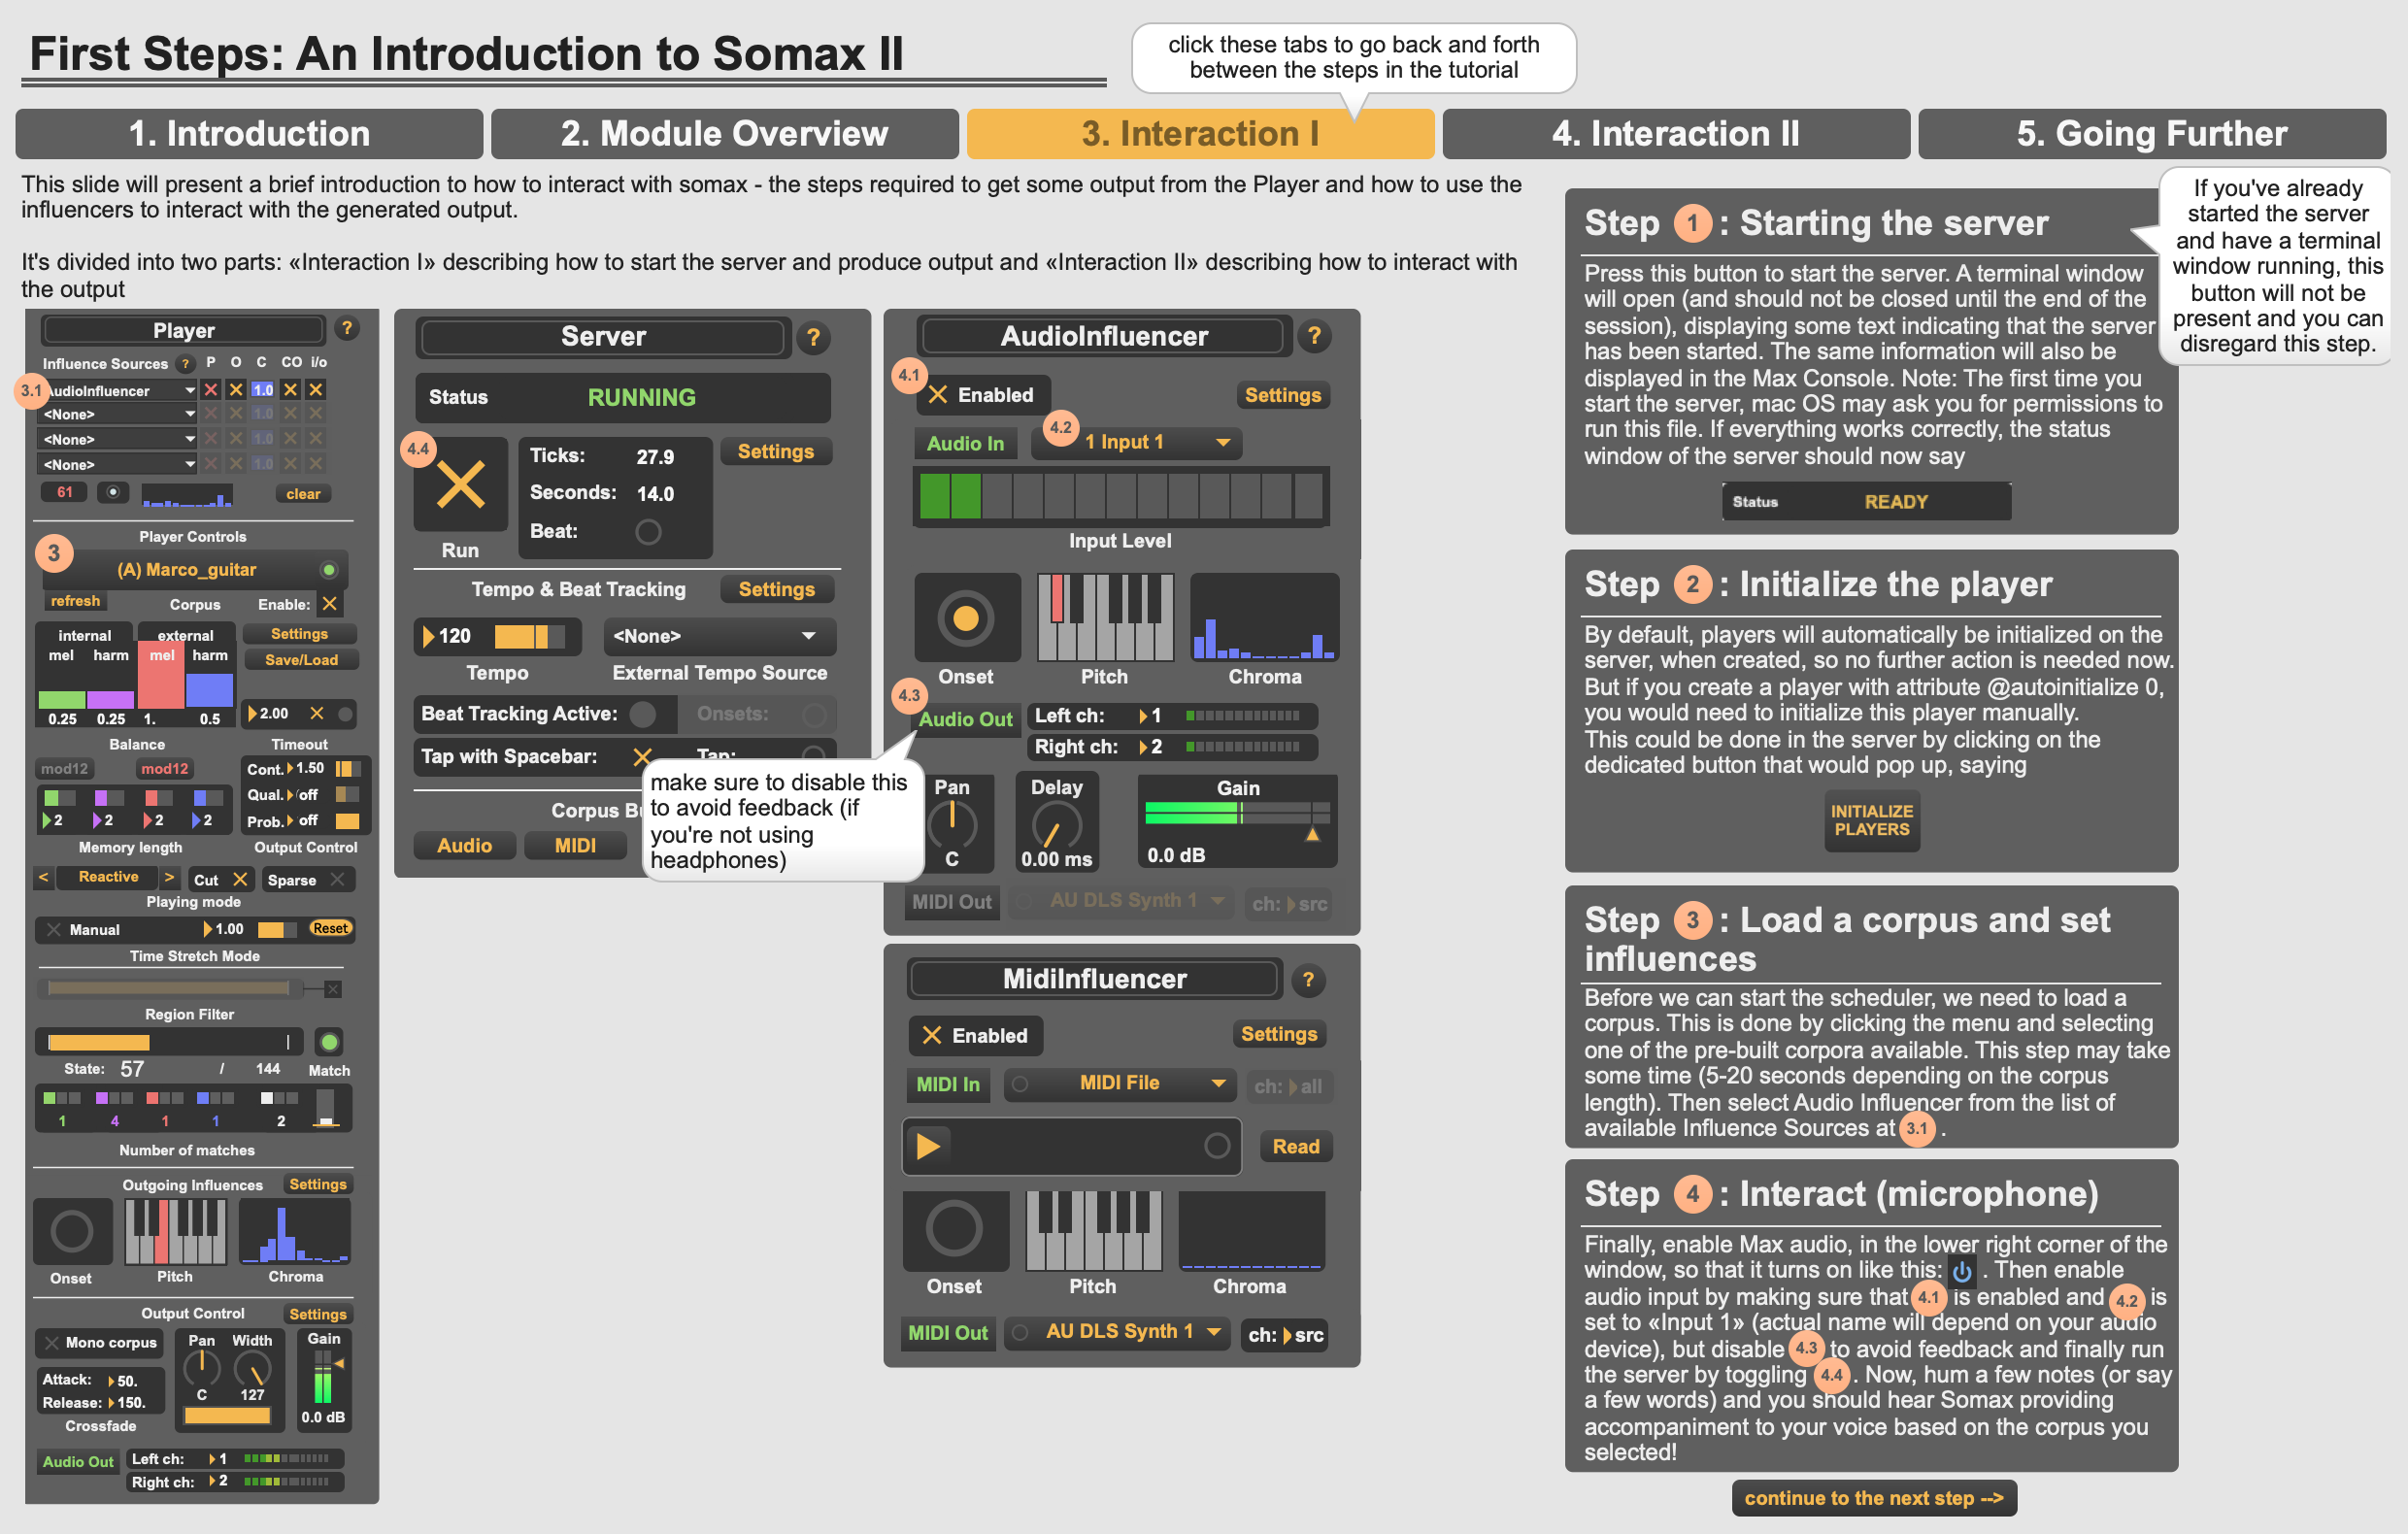 First Steps: An Introduction to Somax II
click these tabs to go back and forth
between the steps in the tutorial
1. Introduction
2. Module Overview
3. Interaction I
4. Interaction II
5. Going Further
This slide will present a brief introduction to how to interact with somax - the steps required to get some output from the Player and how to use the
influencers to interact with the generated output.
It's divided into two parts: «Interaction I» describing how to start the server and produce output and «Interaction II» describing how to interact with
the output
Player
?
Influence Sources ? P O C CO i/o
3.1
AudioInfluencer 1.0
<None> 1.0
<None> 1.0
<None> 1.0
61
clear
Player Controls
3
(A) Marco_guitar
refresh
Corpus
Enable:
internal external
mel harm mel harm
Settings
Save/Load
0.25 0.25 1. 0.5
2.00
Balance
Timeout
mod12
mod12
Cont. 1.50
Qual. off
Prob. off
2 2 2 2
Memory length
Output Control
< Reactive >
Cut
Sparse
Playing mode
Manual
1.00
Reset
Time Stretch Mode
Region Filter
State: 57 / 144
Match
1 4 1 1 2
Number of matches
Outgoing Influences
Settings
Onset
Pitch
Chroma
Output Control
Settings
Mono corpus
Pan
Width
Gain
Attack: 50.
Release: 150.
C
127
0.0 dB
Crossfade
Audio Out
Left ch: 1
Right ch: 2
Server
?
Status
RUNNING
4.4
Run
Ticks: 27.9
Seconds: 14.0
Beat:
Settings
Tempo & Beat Tracking
Settings
120
<None>
Tempo
External Tempo Source
Beat Tracking Active:
Onsets:
Tap with Spacebar:
Tap:
Corpus Bu
Audio
MIDI
make sure to disable this
to avoid feedback (if
you're not using
headphones)
AudioInfluencer
?
4.1
Enabled
Settings
Audio In
4.2
1 Input 1
Input Level
Onset
Pitch
Chroma
4.3
Audio Out
Left ch: 1
Right ch: 2
Pan
Delay
Gain
C
0.00 ms
0.0 dB
MIDI Out
AU DLS Synth 1
ch: src
MidiInfluencer
?
Enabled
Settings
MIDI In
MIDI File
ch: all
Read
Onset
Pitch
Chroma
MIDI Out
AU DLS Synth 1
ch: src
Step 1 : Starting the server
Press this button to start the server. A terminal window
will open (and should not be closed until the end of the
session), displaying some text indicating that the server
has been started. The same information will also be
displayed in the Max Console. Note: The first time you
start the server, mac OS may ask you for permissions to
run this file. If everything works correctly, the status
window of the server should now say
Status READY
If you've already
started the server
and have a terminal
window running, this
button will not be
present and you can
disregard this step.
Step 2 : Initialize the player
By default, players will automatically be initialized on the
server, when created, so no further action is needed now.
But if you create a player with attribute @autoinitialize 0,
you would need to initialize this player manually.
This could be done in the server by clicking on the
dedicated button that would pop up, saying
INITIALIZE
PLAYERS
Step 3 : Load a corpus and set
influences
Before we can start the scheduler, we need to load a
corpus. This is done by clicking the menu and selecting
one of the pre-built corpora available. This step may take
some time (5-20 seconds depending on the corpus
length). Then select Audio Influencer from the list of
available Influence Sources at 3.1 .
Step 4 : Interact (microphone)
Finally, enable Max audio, in the lower right corner of the
window, so that it turns on like this: . Then enable
audio input by making sure that 4.1 is enabled and 4.2 is
set to «Input 1» (actual name will depend on your audio
device), but disable 4.3 to avoid feedback and finally run
the server by toggling 4.4 . Now, hum a few notes (or say
a few words) and you should hear Somax providing
accompaniment to your voice based on the corpus you
selected!
continue to the next step -->